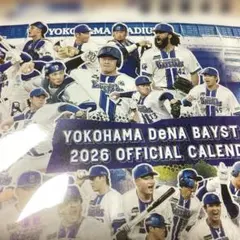 YOKOHAMA STADIUM
YOKOHAMA DeNA BAYST
2026 OFFICIAL CALEND